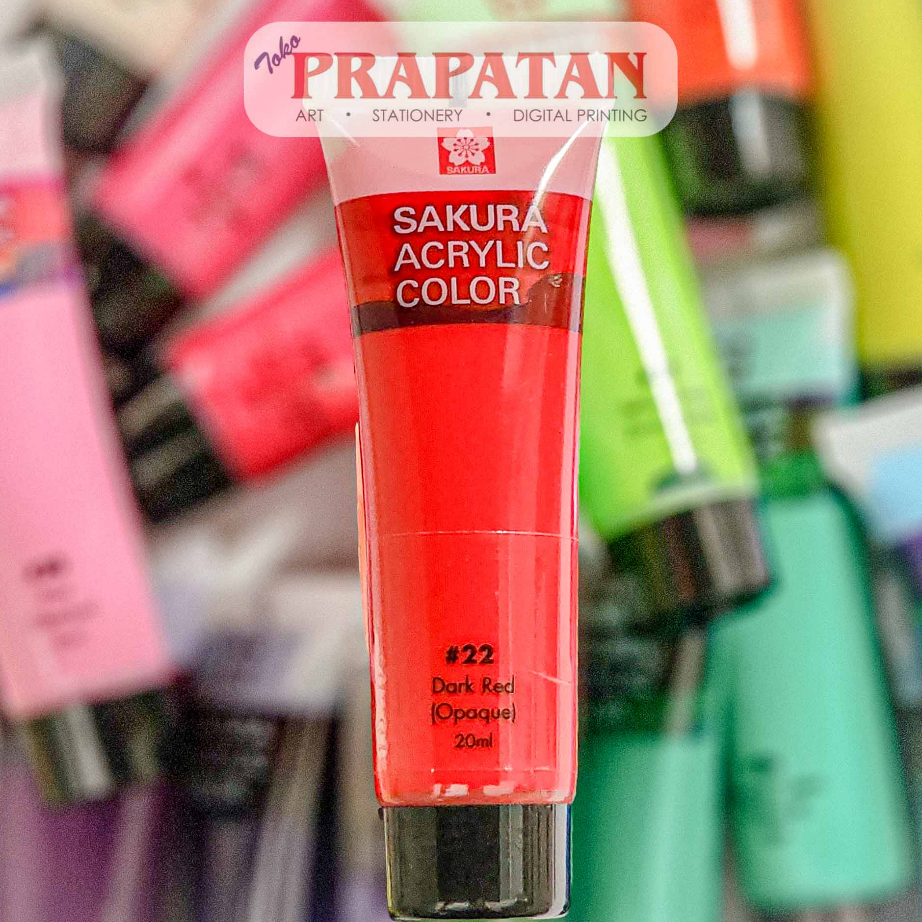 Toko
PRAPATAN
ART • STATIONERY • DIGITAL PRINTING
SAKURA
SAKURA
ACRYLIC
COLOR
#22
Dark Red
(Opaque)
20ml